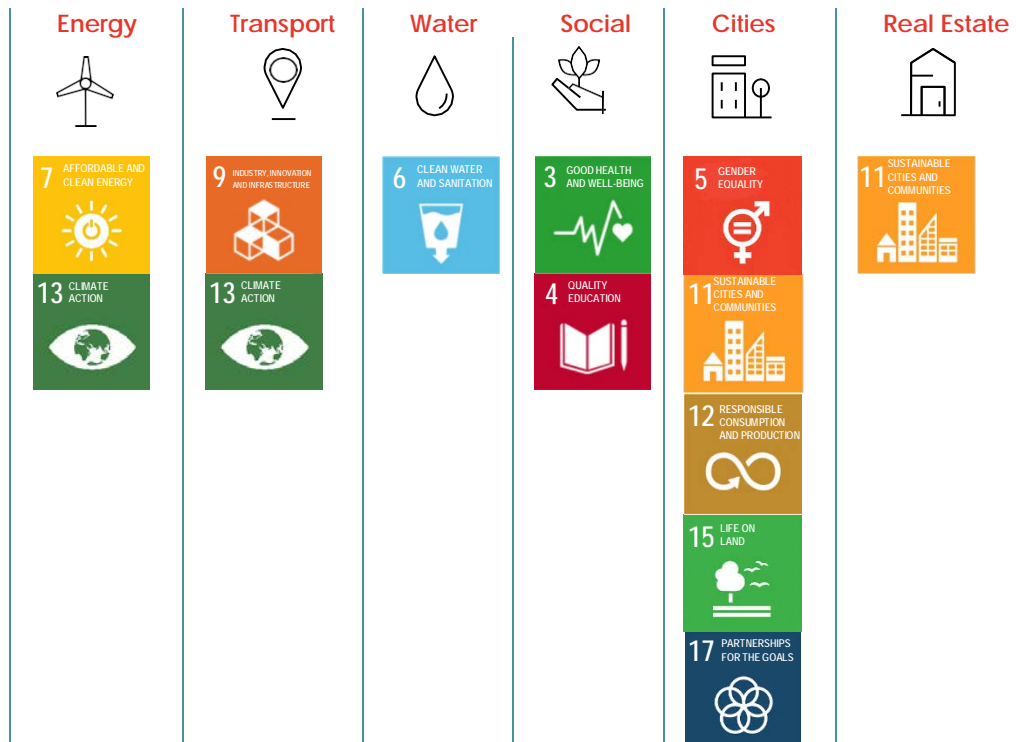 Energy
Transport
Water
Social
Cities
Real Estate
7 AFFORDABLE AND
CLEAN ENERGY
13 CLIMATE
ACTION
9 INDUSTRY, INNOVATION
AND INFRASTRUCTURE
13 CLIMATE
ACTION
6 CLEAN WATER
AND SANITATION
3 GOOD HEALTH
AND WELL-BEING
4 QUALITY
EDUCATION
5 GENDER
EQUALITY
11 SUSTAINABLE
CITIES AND
COMMUNITIES
12 RESPONSIBLE
CONSUMPTION
AND PRODUCTION
15 LIFE ON
LAND
17 PARTNERSHIPS
FOR THE GOALS
11 SUSTAINABLE
CITIES AND
COMMUNITIES